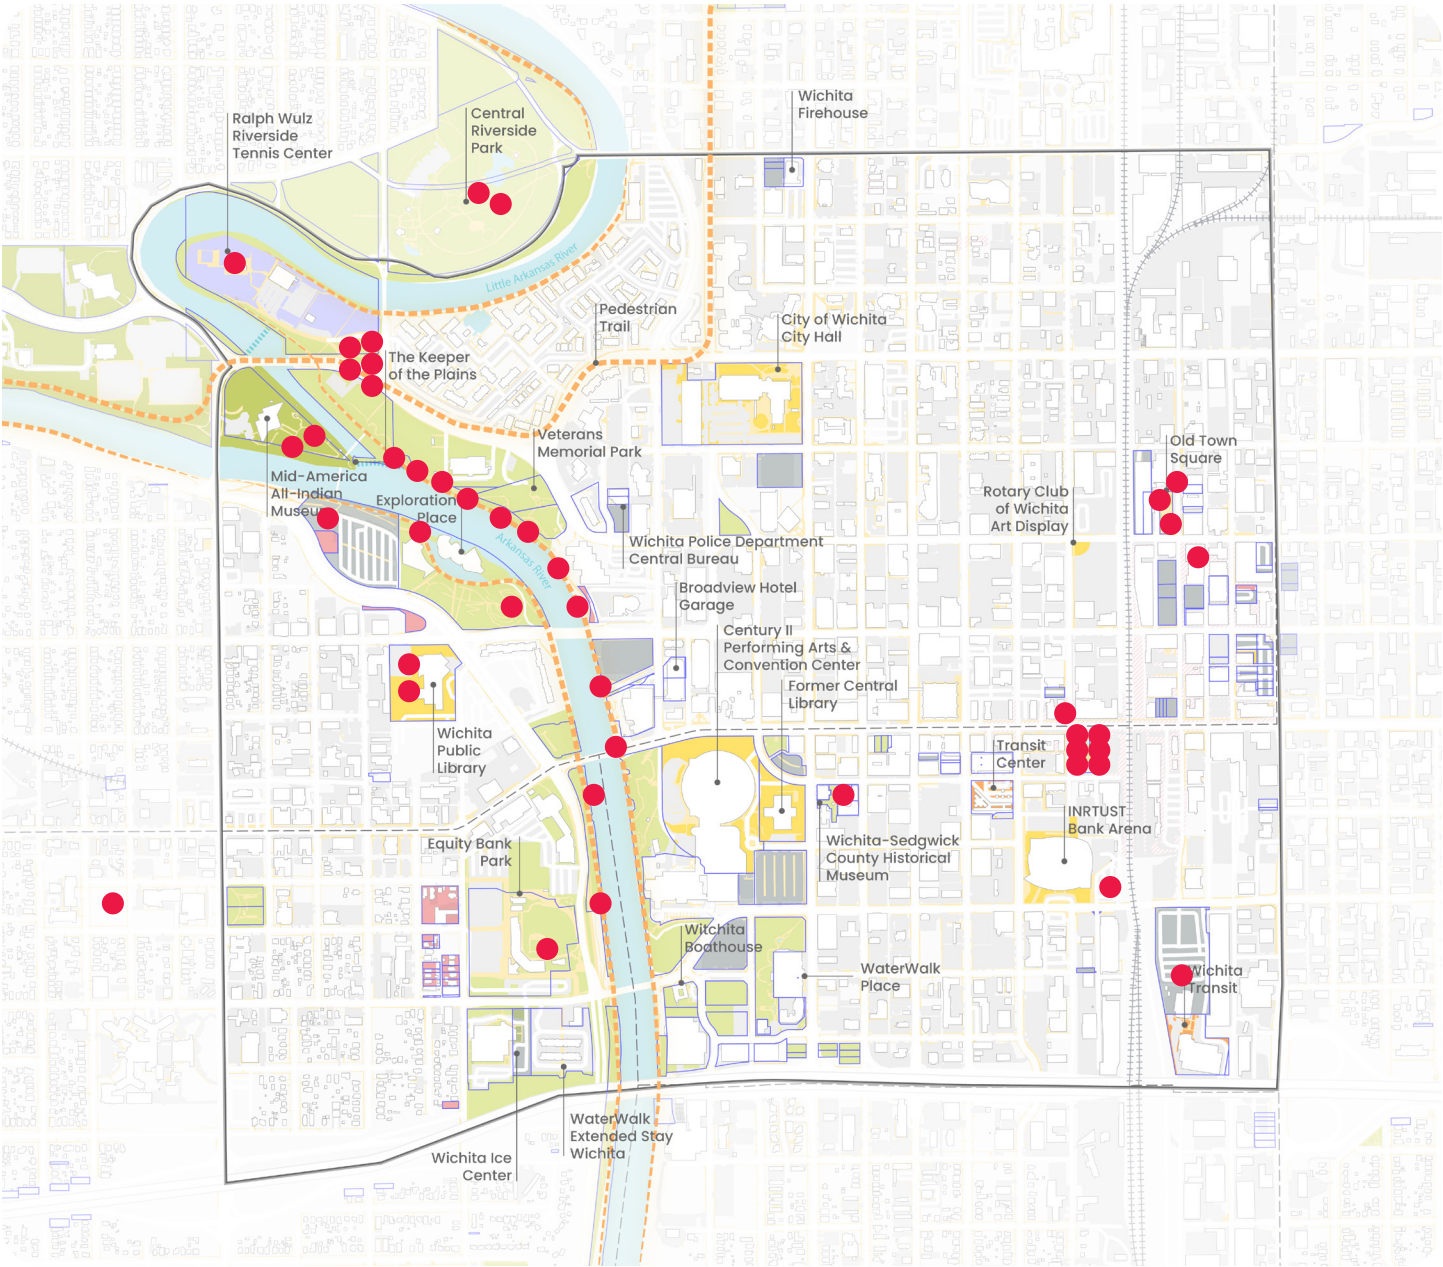 Wichita
Firehouse
Ralph Wulz
Riverside
Tennis Center
Central
Riverside
Park
Little Arkansas River
Pedestrian
Trail
City of Wichita
City Hall
The Keeper
of the Plains
Veterans
Memorial Park
Old Town
Square
Mid-America
All-Indian
Museum
Exploration
Place
Rotary Club
of Wichita
Art Display
Arkansas River
Wichita Police Department
Central Bureau
Broadview Hotel
Garage
Century II
Performing Arts &
Convention Center
Former Central
Library
Wichita
Public
Library
Transit
Center
INRTUST
Bank Arena
Equity Bank
Park
Wichita-Sedgwick
County Historical
Museum
Witchita
Boathouse
WaterWalk
Place
Wichita
Transit
WaterWalk
Extended Stay
Wichita
Wichita Ice
Center